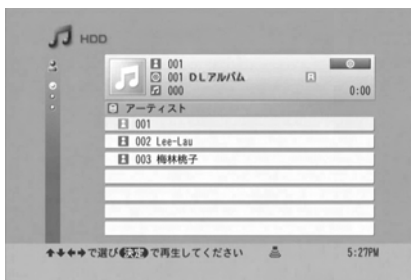 HDD
001
001 DLアルバム
000
0:00
アーティスト
001
002 Lee-Lau
003 梅林桃子
↑↓←→で選び 決定 で再生してください
5:27PM